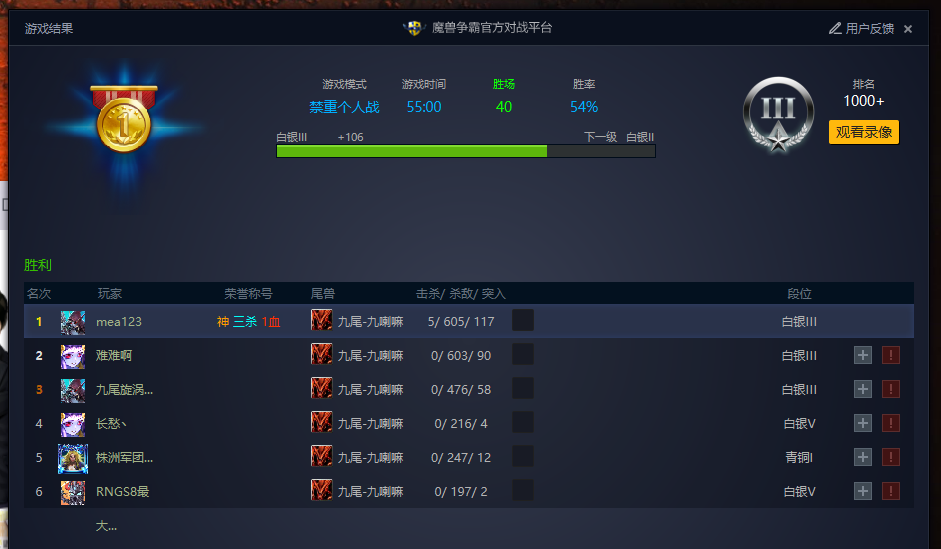 游戏结果
魔兽争霸官方对战平台
用户反馈
游戏模式 游戏时间 胜场 胜率
禁重个人战 55:00 40 54%
白银III +106 下一级 白银II
III
排名
1000+
观看录像
1
胜利
名次 玩家 荣誉称号 尾兽 击杀/ 杀敌/ 突入 段位
1 mea123 神 三杀 1血 九尾-九喇嘛 5/ 605/ 117 白银III
2 难难啊 九尾-九喇嘛 0/ 603/ 90 白银III
3 九尾旋涡... 九尾-九喇嘛 0/ 476/ 58 白银III
4 长愁丶 九尾-九喇嘛 0/ 216/ 4 白银V
5 株洲军团... 九尾-九喇嘛 0/ 247/ 12 青铜I
6 RNGS8最 九尾-九喇嘛 0/ 197/ 2 白银V
大...